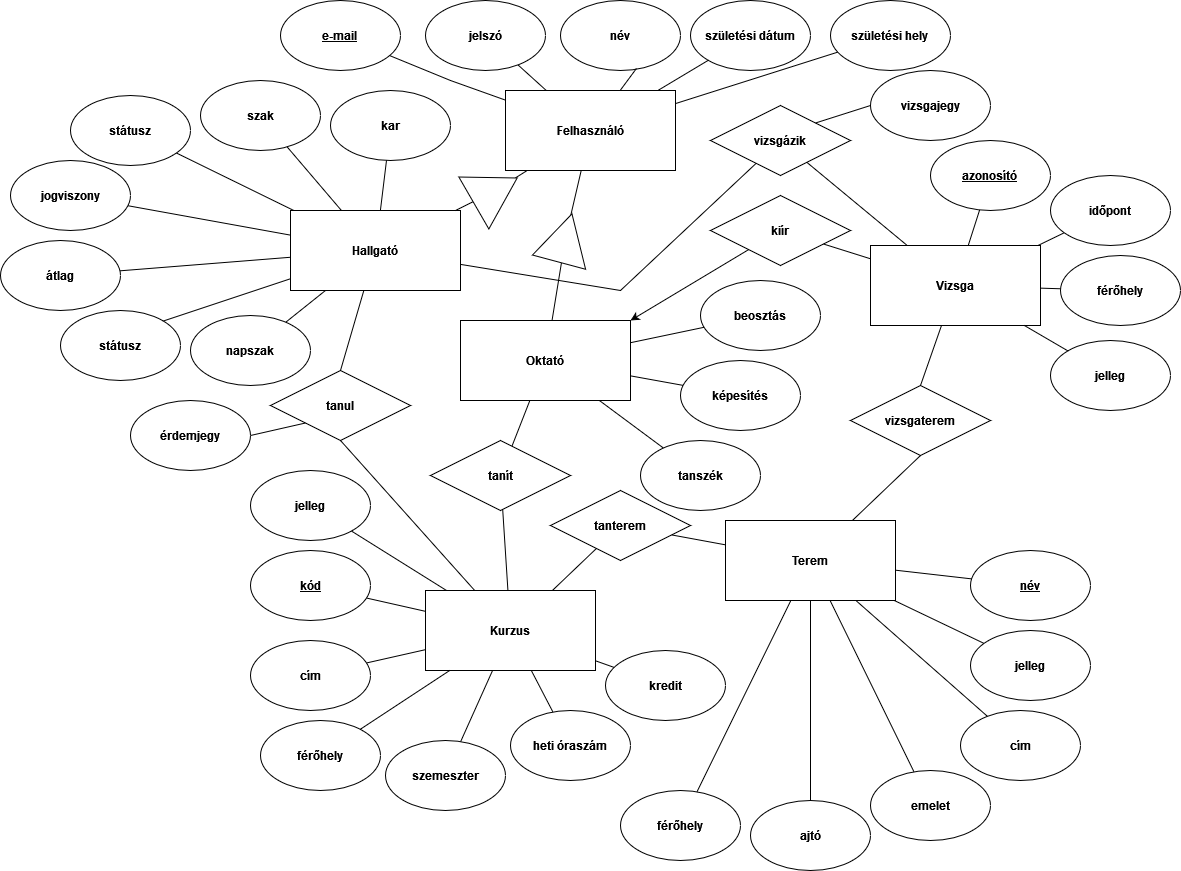 e-mail
jelszó
név
születési dátum
születési hely
státusz
szak
kar
Felhasználó
vizsgázik
vizsgajegy
jogviszony
azonosító
Hallgató
kiír
időpont
átlag
Vizsga
férőhely
státusz
napszak
Oktató
beosztás
jelleg
tanul
képesítés
érdemjegy
vizsgaterem
tanít
tanszék
jelleg
tanterem
Terem
kód
név
Kurzus
jelleg
cím
kredit
férőhely
szemeszter
heti óraszám
cím
férőhely
ajtó
emelet